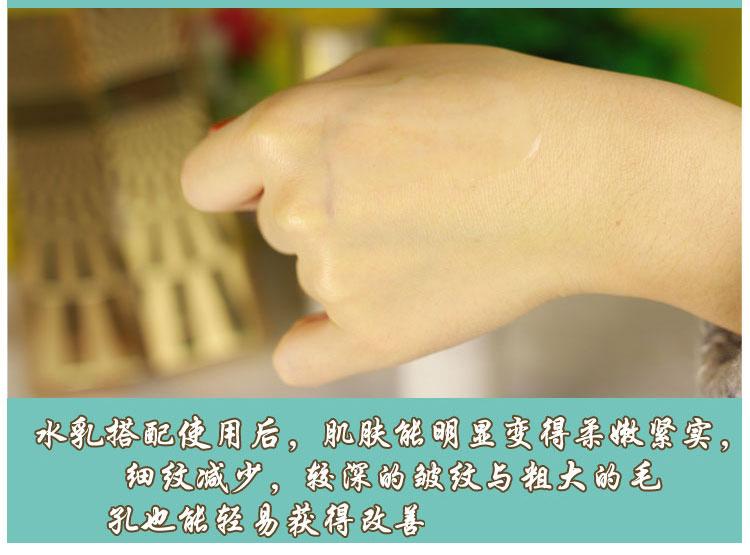 水乳搭配使用后，肌肤能明显变得柔嫩紧实，
细纹减少，较深的皱纹与粗大的毛
孔也能轻易获得改善